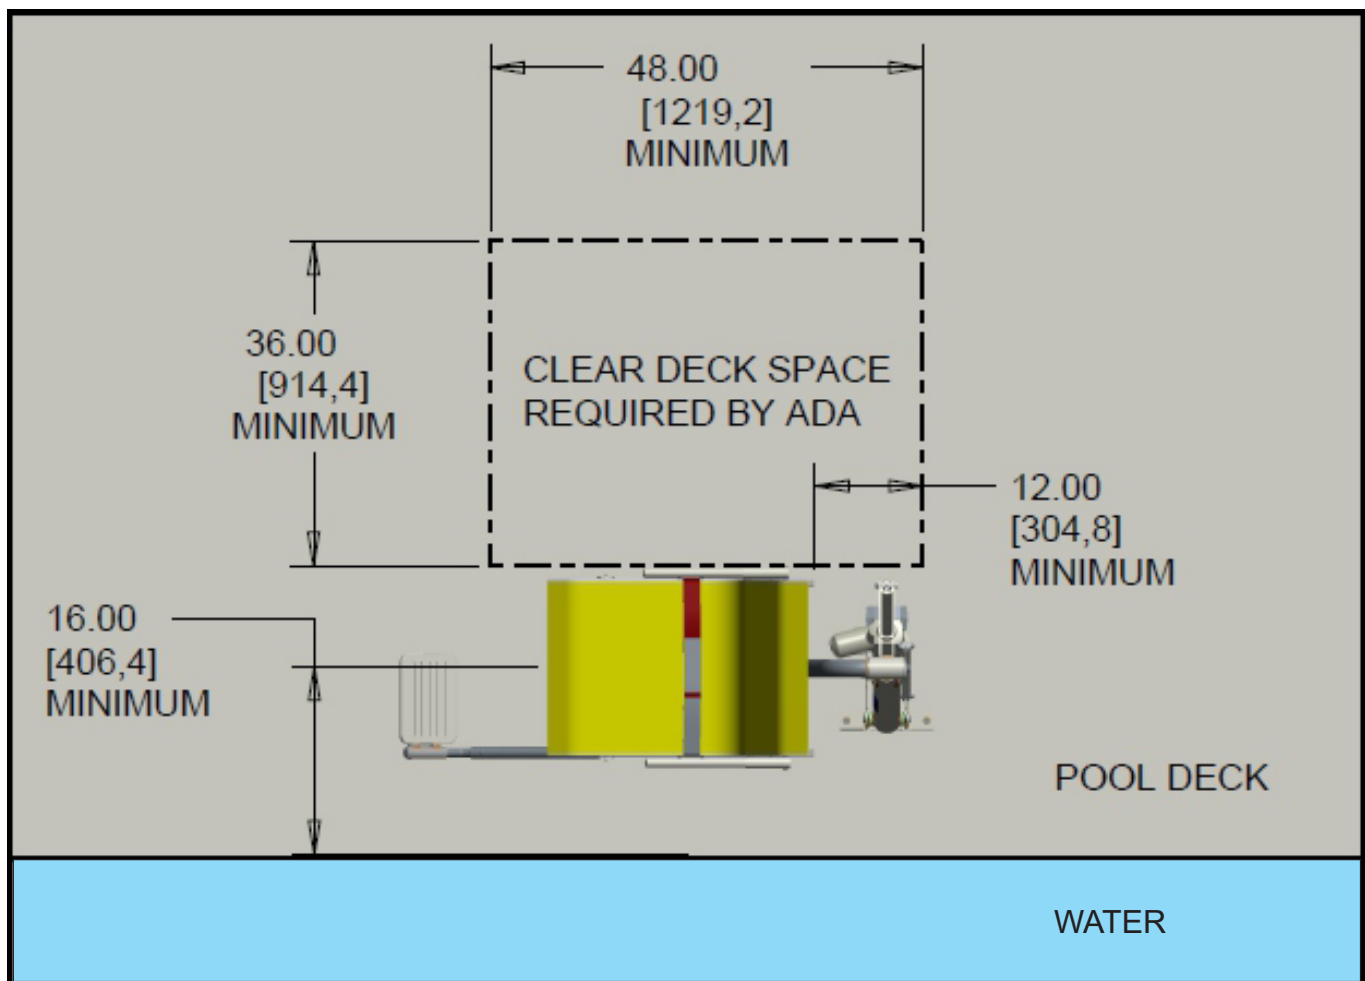 48.00
[1219,2]
MINIMUM
36.00
[914,4]
MINIMUM
CLEAR DECK SPACE
REQUIRED BY ADA
12.00
[304,8]
MINIMUM
16.00
[406,4]
MINIMUM
POOL DECK
WATER